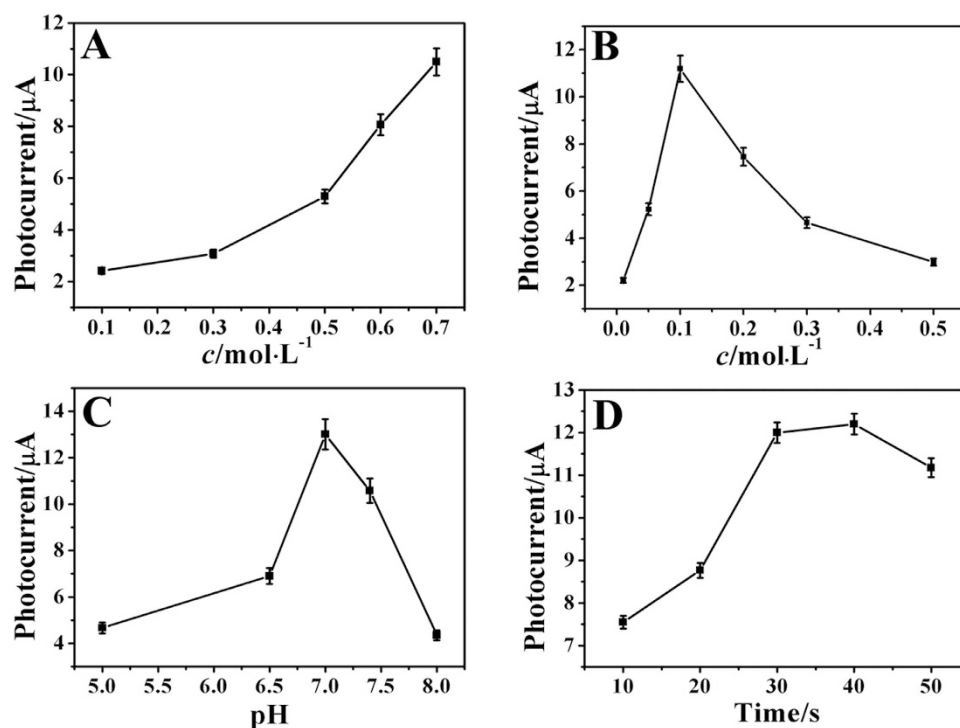 A
Photocurrent/μA
12
10
8
6
4
2
0.1 0.2 0.3 0.4 0.5 0.6 0.7
c/mol·L⁻¹
B
Photocurrent/μA
12
10
8
6
4
2
0.0 0.1 0.2 0.3 0.4 0.5
c/mol·L⁻¹
C
Photocurrent/μA
14
12
10
8
6
4
5.0 5.5 6.0 6.5 7.0 7.5 8.0
pH
D
Photocurrent/μA
13
12
11
10
9
8
7
10 20 30 40 50
Time/s